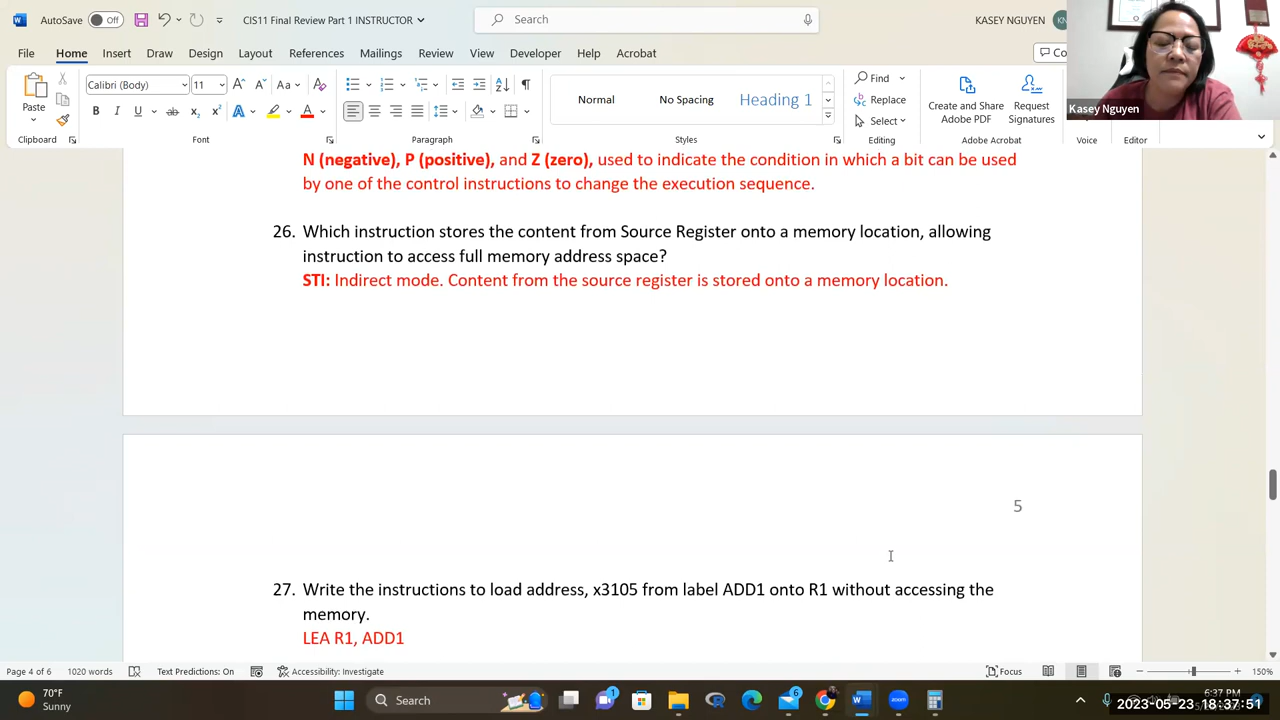 AutoSave Off CIS11 Final Review Part 1 INSTRUCTOR Search KASEY NGUYEN KN
File Home Insert Draw Design Layout References Mailings Review View Developer Help Acrobat Co
Paste Calibri (Body) 11 Aa Normal No Spacing Heading 1 Find Replace Select Create and Share Adobe PDF Request Signatures
Kasey Nguyen
Clipboard Font Paragraph Styles Adobe Acrobat Voice Editor
N (negative), P (positive), and Z (zero), used to indicate the condition in which a bit can be used
by one of the control instructions to change the execution sequence.
26. Which instruction stores the content from Source Register onto a memory location, allowing
instruction to access full memory address space?
STI: Indirect mode. Content from the source register is stored onto a memory location.
5
27. Write the instructions to load address, x3105 from label ADD1 onto R1 without accessing the
memory.
LEA R1, ADD1
Page 4 of 6 1020 words Text Predictions: On Accessibility: Investigate Focus 150%
70°F
Sunny
Search
1
6
6:37 PM
2023-05-23 18:37:51